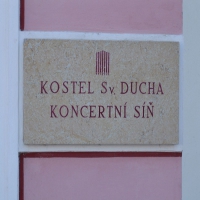 KOSTEL Sv. DUCHA
KONCERTNÍ SÍŇ